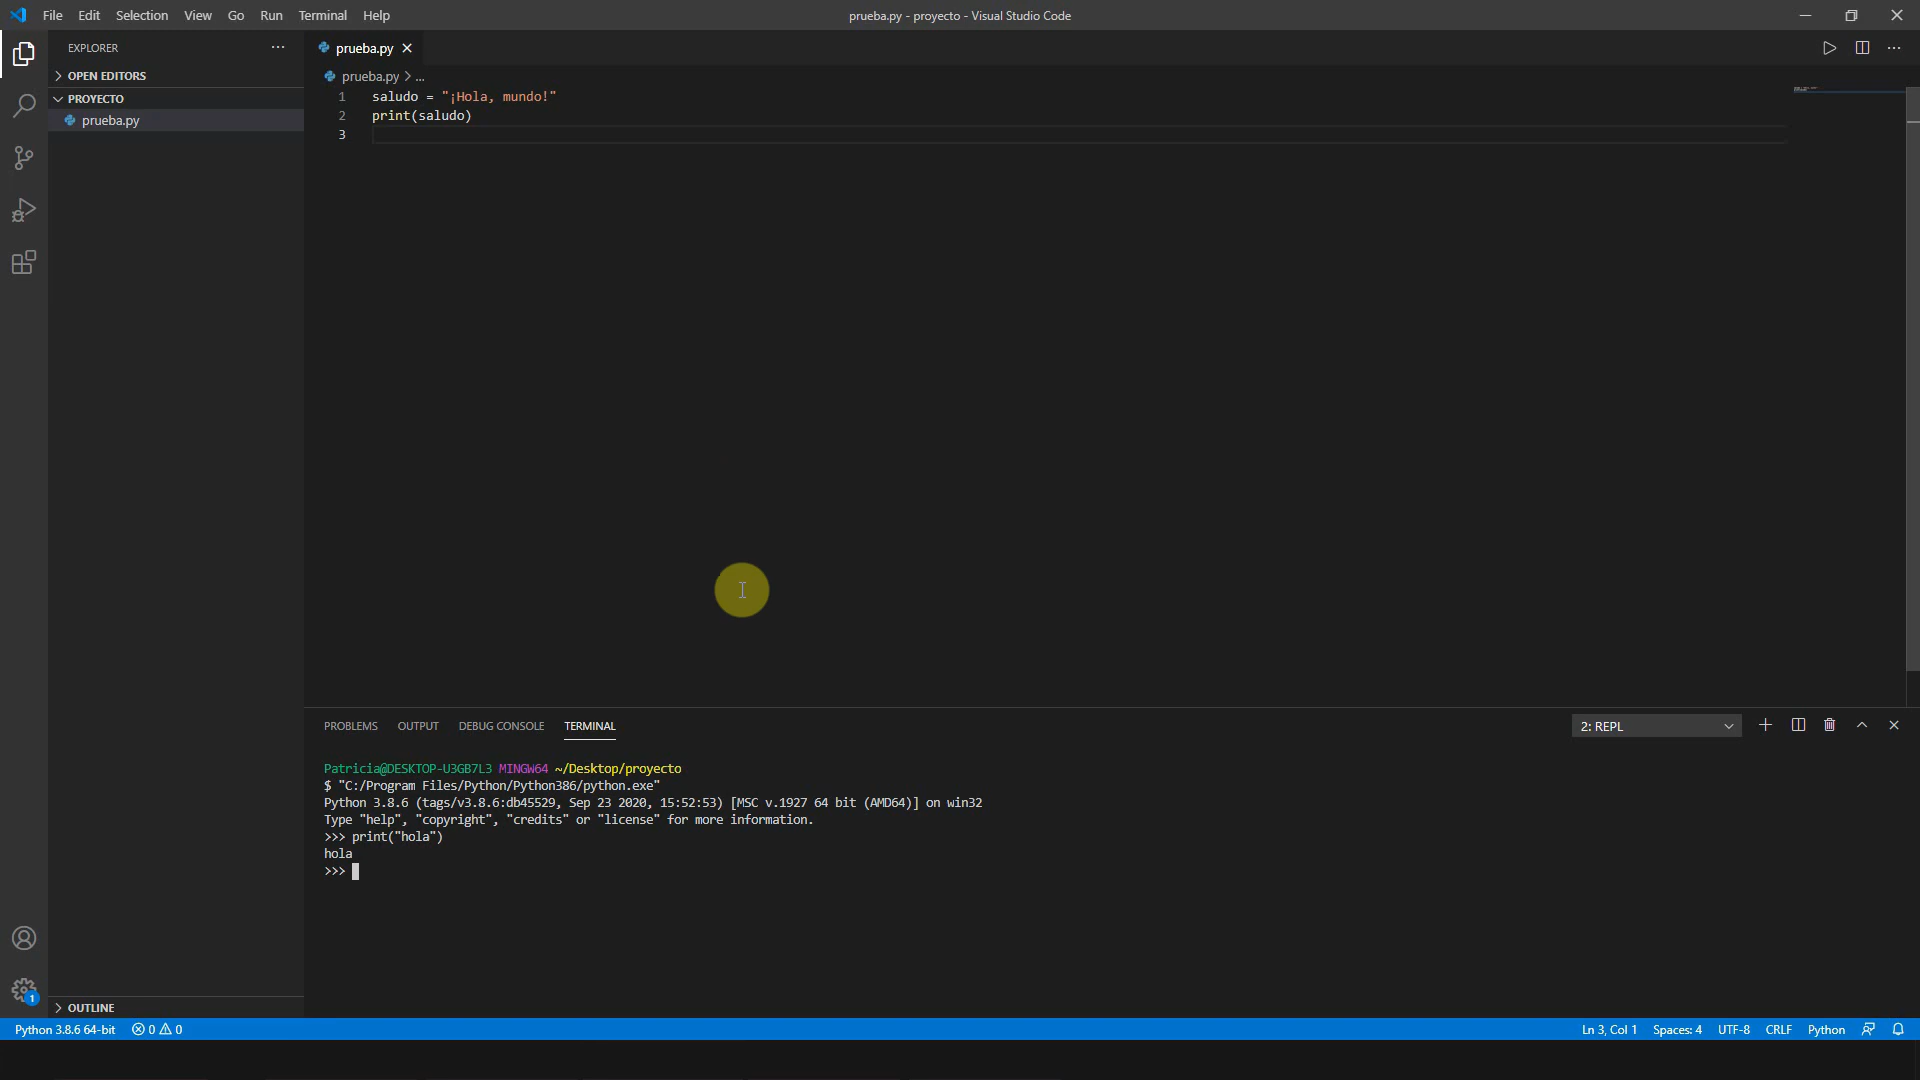 File Edit Selection View Go Run Terminal Help
prueba.py - proyecto - Visual Studio Code
EXPLORER
OPEN EDITORS
PROYECTO
prueba.py
OUTLINE
1
prueba.py
prueba.py > ...
1 saludo = "¡Hola, mundo!"
2 print(saludo)
3
PROBLEMS OUTPUT DEBUG CONSOLE TERMINAL
2: REPL
Patricia@DESKTOP-U3GB7L3 MINGW64 ~/Desktop/proyecto
$ "C:/Program Files/Python/Python386/python.exe"
Python 3.8.6 (tags/v3.8.6:db45529, Sep 23 2020, 15:52:53) [MSC v.1927 64 bit (AMD64)] on win32
Type "help", "copyright", "credits" or "license" for more information.
>>> print("hola")
hola
>>>
Python 3.8.6 64-bit 0 0 Ln 3, Col 1 Spaces: 4 UTF-8 CRLF Python